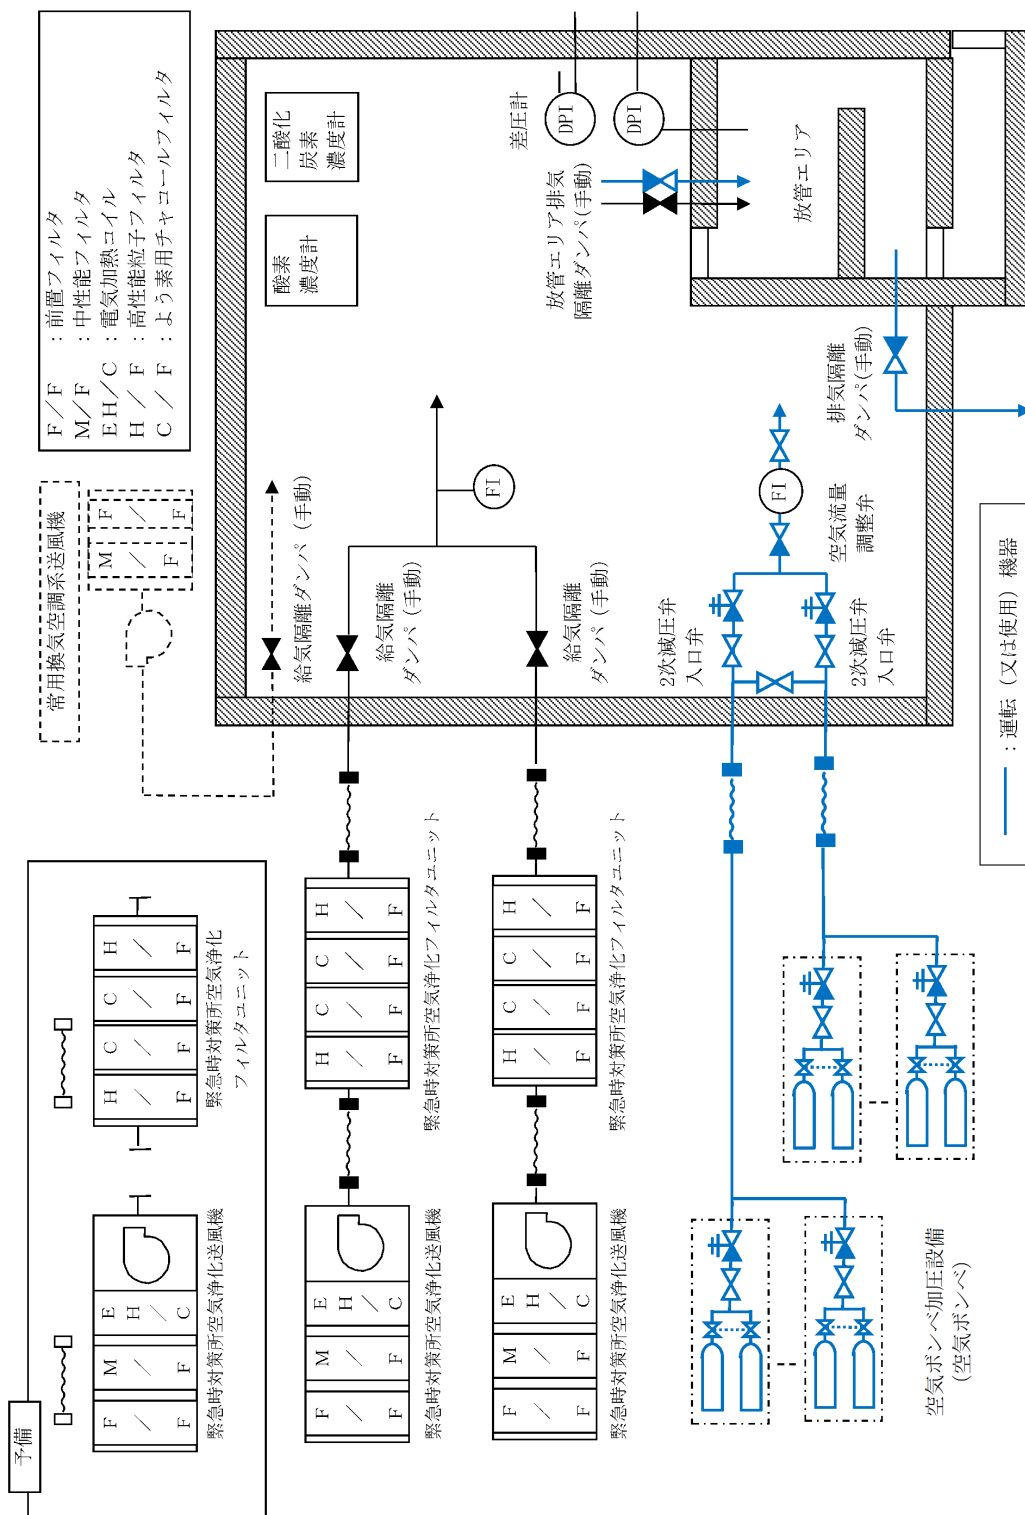 予備
F/F
M/F
EH/C
緊急時対策所空気浄化送風機
H/F
C/F
C/F
H/F
緊急時対策所空気浄化
フィルタユニット
常用換気空調系送風機
M/F
F/F
F/F :前置フィルタ
M/F :中性能フィルタ
EH/C :電気加熱コイル
H/F :高性能粒子フィルタ
C/F :よう素用チャコールフィルタ
F/F
M/F
EH/C
緊急時対策所空気浄化送風機
H/F
C/F
C/F
H/F
緊急時対策所空気浄化フィルタユニット
給気隔離ダンパ(手動)
給気隔離
ダンパ(手動)
FI
酸素
濃度計
二酸化
炭素
濃度計
F/F
M/F
EH/C
緊急時対策所空気浄化送風機
H/F
C/F
C/F
H/F
緊急時対策所空気浄化フィルタユニット
給気隔離
ダンパ(手動)
差圧計
DPI
DPI
放管エリア排気
隔離ダンパ(手動)
放管エリア
2次減圧弁
入口弁
2次減圧弁
入口弁
FI
空気流量
調整弁
排気隔離
ダンパ(手動)
空気ボンベ加圧設備
(空気ボンベ)
:運転(又は使用)機器